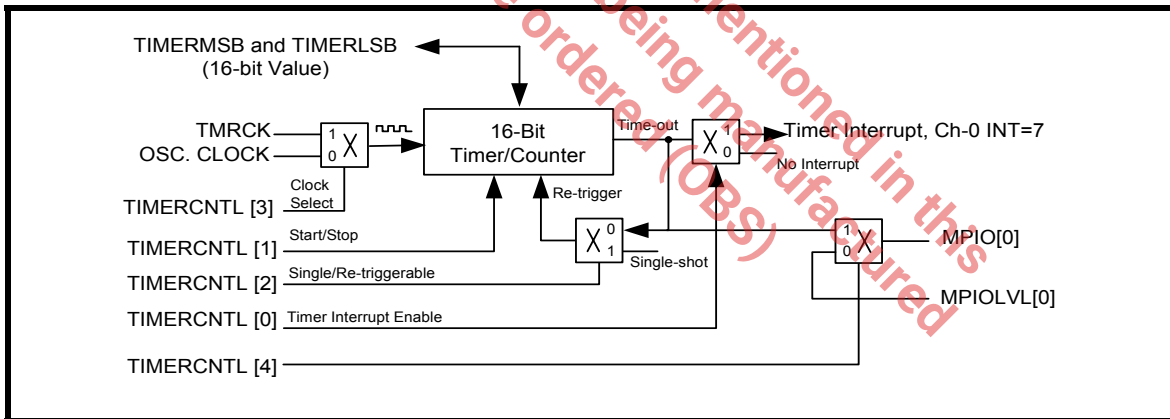 TIMERMSB and TIMERLSB
(16-bit Value)
TMRCK
OSC. CLOCK
1
0
X
Clock
Select
TIMERCNTL [3]
16-Bit
Timer/Counter
Time-out
X
1
0
Timer Interrupt, Ch-0 INT=7
No Interrupt
Re-trigger
X
0
1
Single-shot
1
0
X
MPIO[0]
MPIOLVL[0]
TIMERCNTL [1]
Start/Stop
TIMERCNTL [2]
Single/Re-triggerable
TIMERCNTL [0]
Timer Interrupt Enable
TIMERCNTL [4]
mentioned in this
being manufactured
ordered (OBS)